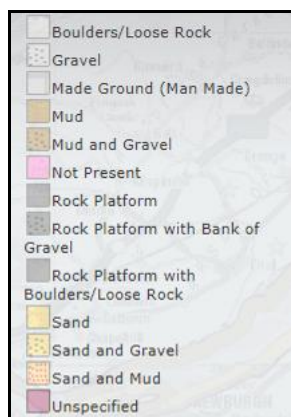 Boulders/Loose Rock
Gravel
Made Ground (Man Made)
Mud
Mud and Gravel
Not Present
Rock Platform
Rock Platform with Bank of
Gravel
Rock Platform with
Boulders/Loose Rock
Sand
Sand and Gravel
Sand and Mud
Unspecified
NEWBURGH